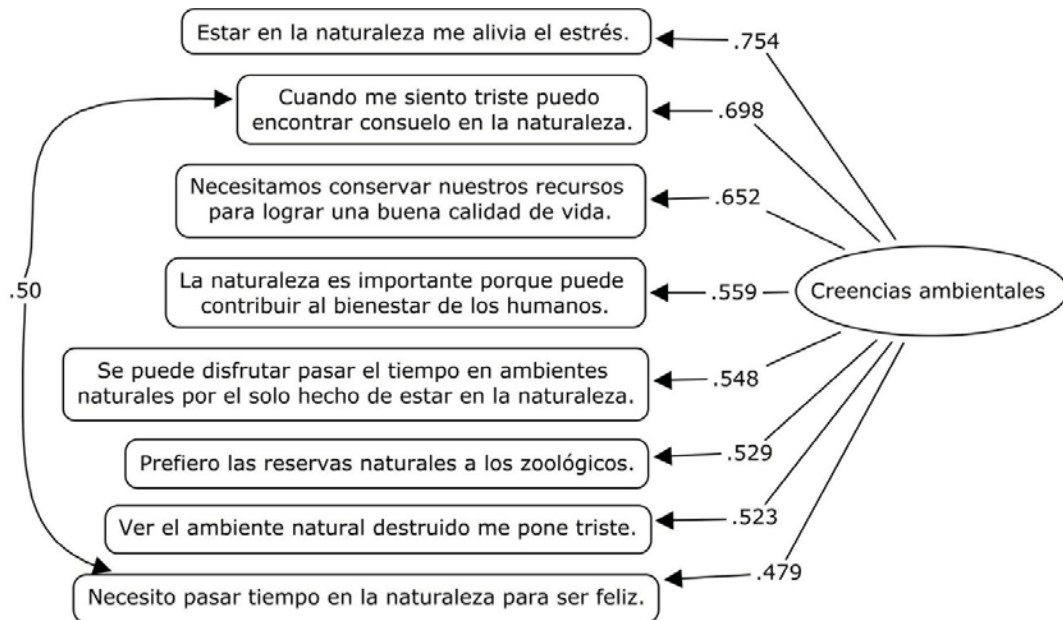 Estar en la naturaleza me alivia el estrés.
.754
Cuando me siento triste puedo
encontrar consuelo en la naturaleza.
.698
Necesitamos conservar nuestros recursos
para lograr una buena calidad de vida.
.652
.50
La naturaleza es importante porque puede
contribuir al bienestar de los humanos.
.559
Creencias ambientales
Se puede disfrutar pasar el tiempo en ambientes
naturales por el solo hecho de estar en la naturaleza.
.548
Prefiero las reservas naturales a los zoológicos.
.529
Ver el ambiente natural destruido me pone triste.
.523
Necesito pasar tiempo en la naturaleza para ser feliz.
.479